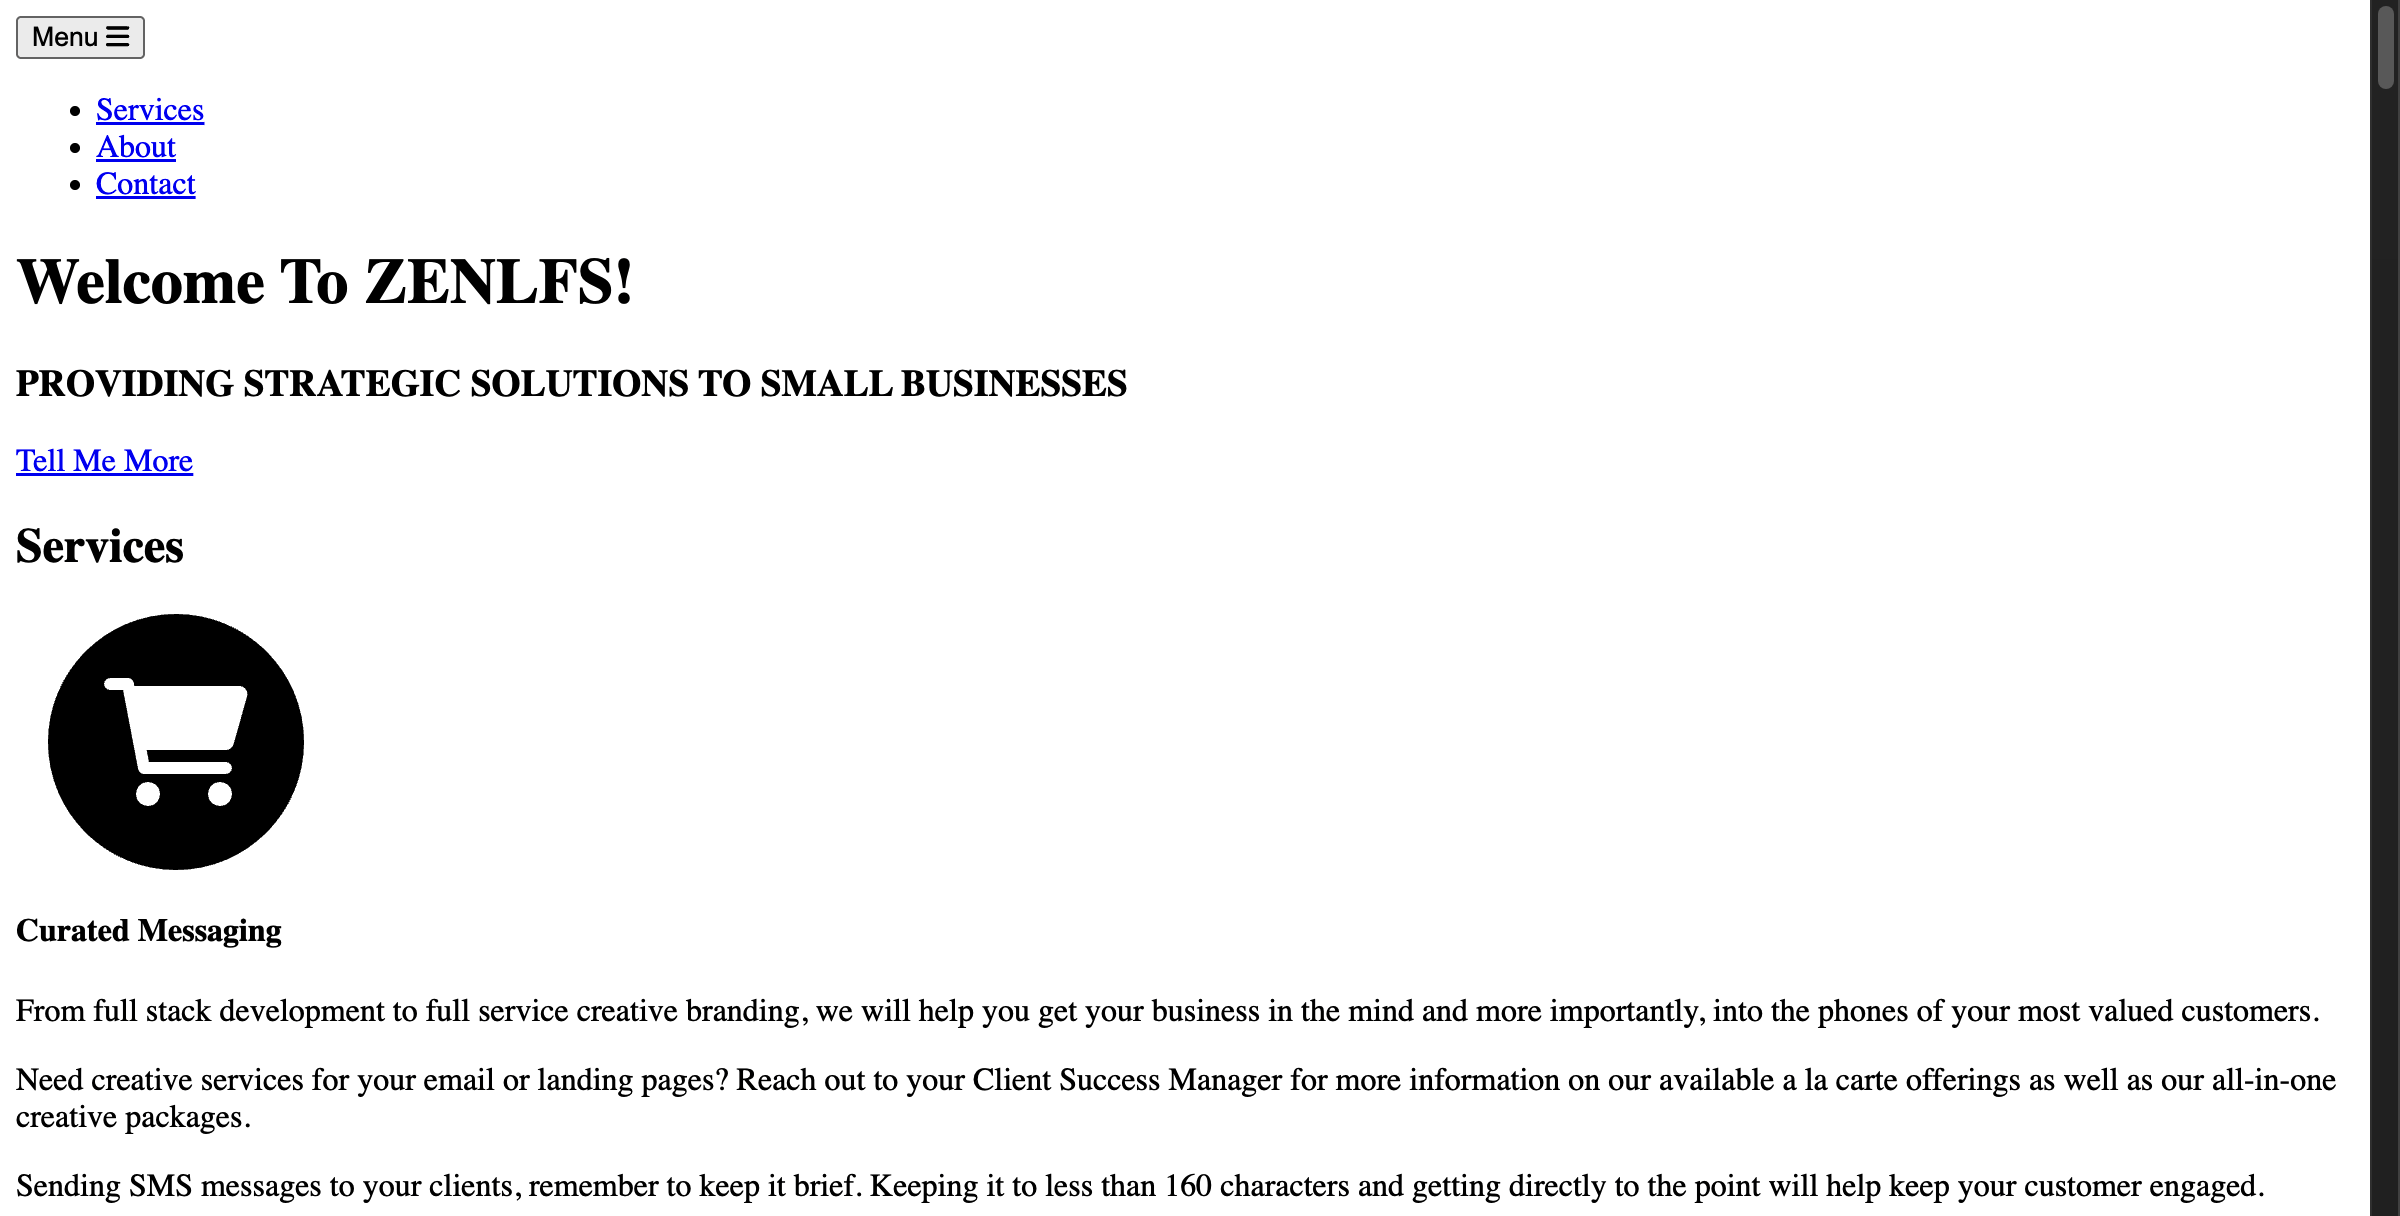 Menu
Services
About
Contact
Welcome To ZENLFS!
PROVIDING STRATEGIC SOLUTIONS TO SMALL BUSINESSES
Tell Me More
Services
Curated Messaging
From full stack development to full service creative branding, we will help you get your business in the mind and more importantly, into the phones of your most valued customers.
Need creative services for your email or landing pages? Reach out to your Client Success Manager for more information on our available a la carte offerings as well as our all-in-one
creative packages.
Sending SMS messages to your clients, remember to keep it brief. Keeping it to less than 160 characters and getting directly to the point will help keep your customer engaged.